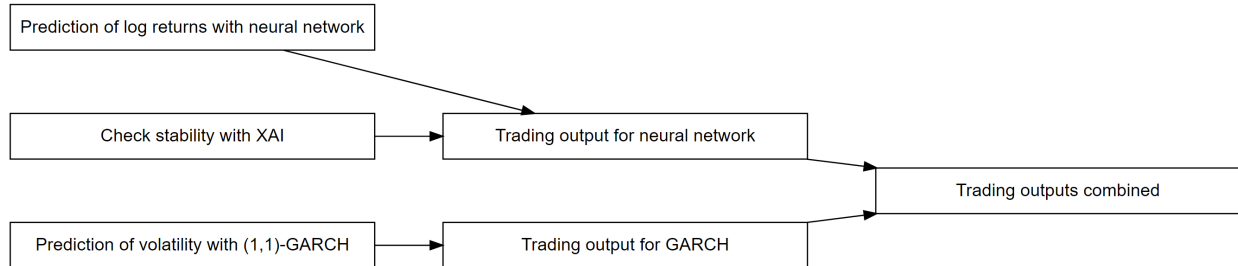 Prediction of log returns with neural network
Check stability with XAI
Trading output for neural network
Trading outputs combined
Prediction of volatility with (1,1)-GARCH
Trading output for GARCH